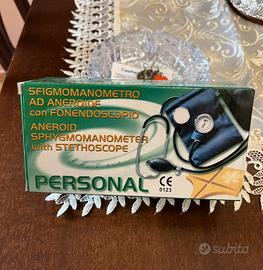 SFIGMOMANOMETRO
AD ANEROIDE
con FONENDOSCOPIO
ANEROID
SPHYGMOMANOMETER
with STETHOSCOPE
PERSONAL
CE
0123
subito